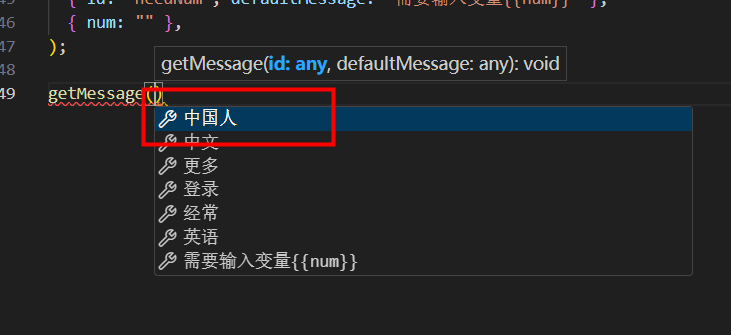 { id: "needNum", defaultMessage: "需要输入变量{{num}}" },
46 { num: "" },
47 );
48
getMessage(id: any, defaultMessage: any): void
49 getMessage()
中国人
中文
更多
登录
经常
英语
需要输入变量{{num}}